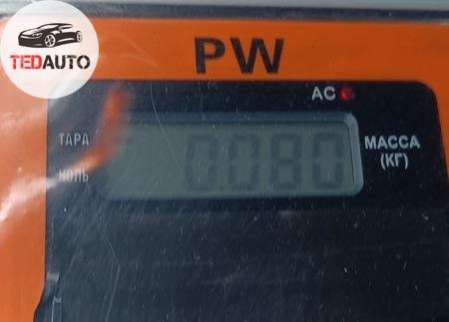 TEDAUTO
PW
AC
ТАРА
НОЛЬ
0.080
МАССА
(КГ)